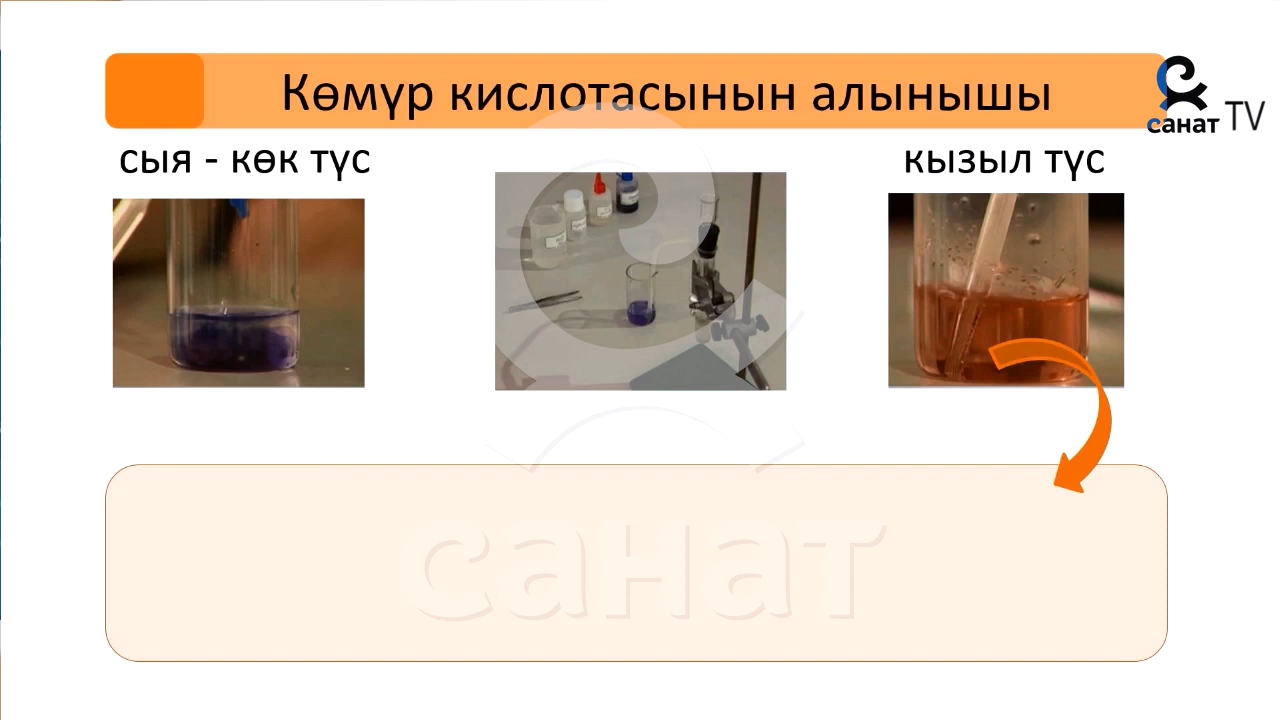 Көмүр кислотасынын алынышы
санат TV
сыя - көк түс
кызыл түс
санат